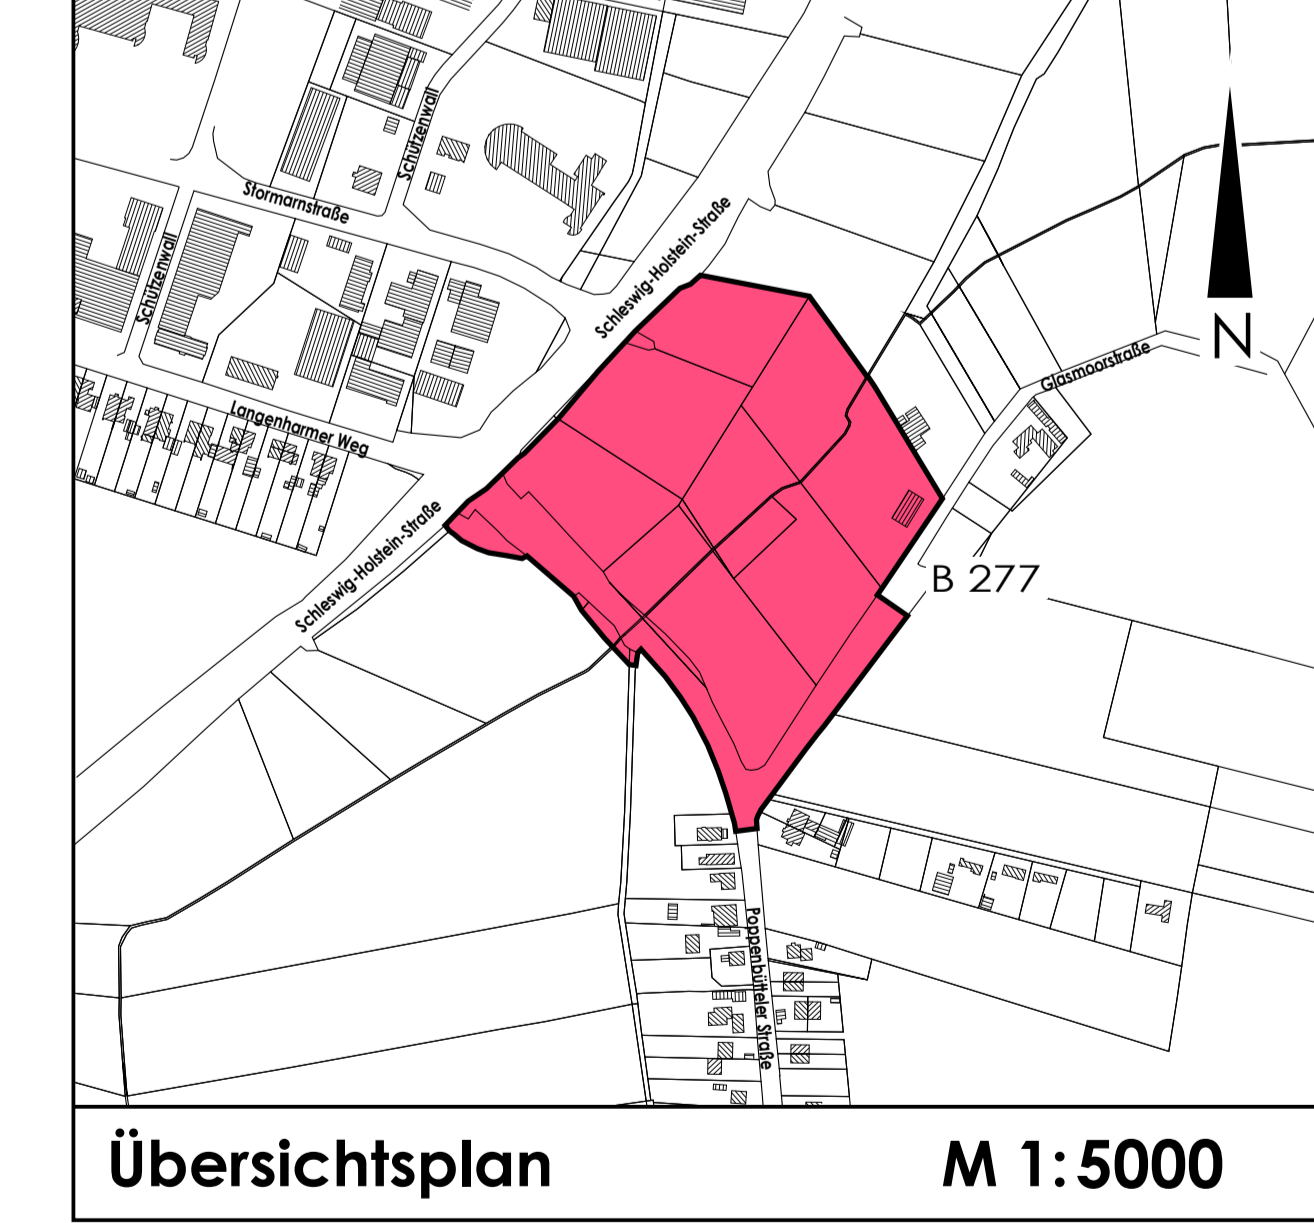 Schützenwall
Stormarnstraße
Schleswig-Holstein-Straße
Schützenwall
N
Glasmoorstraße
Langenharmer Weg
Schleswig-Holstein-Straße
B 277
Poppenbütteler Straße
Übersichtsplan M 1:5000